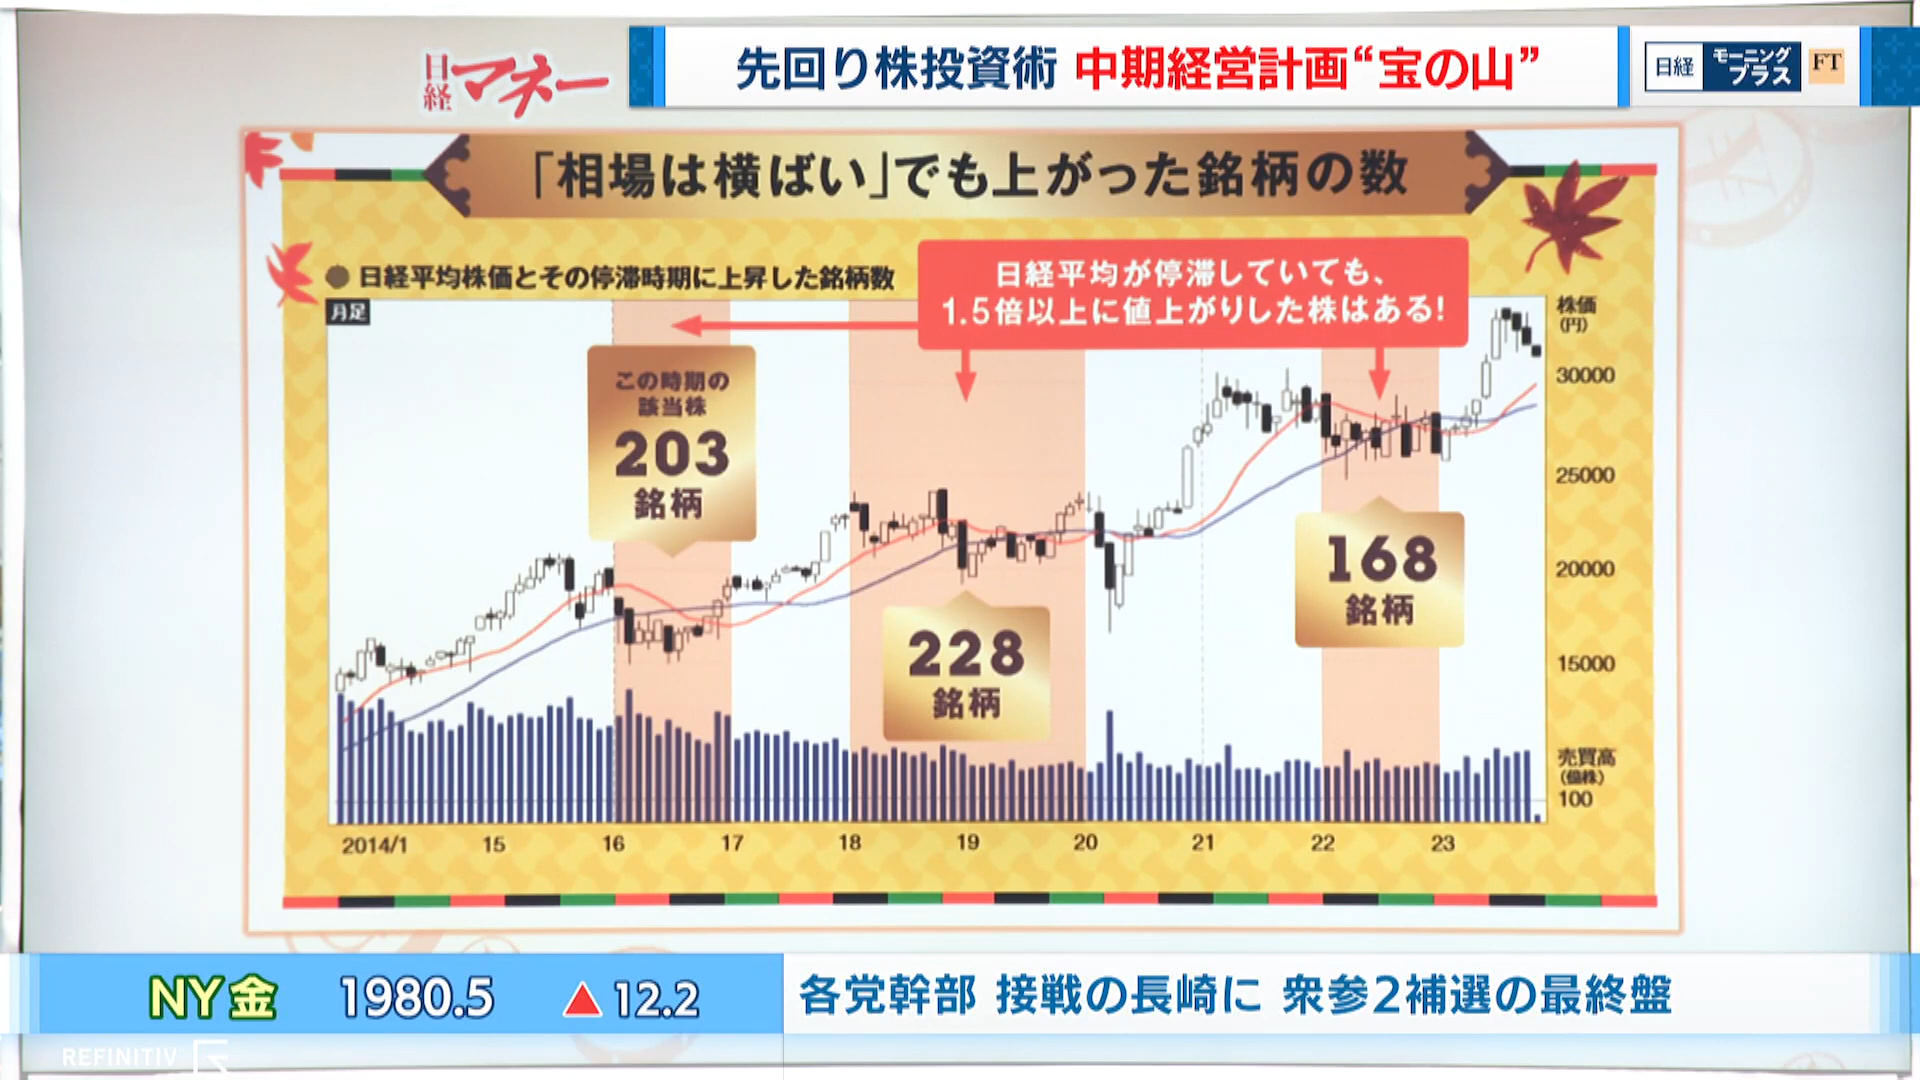 日経マネー
先回り株投資術 中期経営計画“宝の山”
日経 モーニングプラス FT
「相場は横ばい」でも上がった銘柄の数
● 日経平均株価とその停滞時期に上昇した銘柄数
日経平均が停滞していても、
1.5倍以上に値上がりした株はある!
月足
株価
(円)
この時期の
該当株
203
銘柄
228
銘柄
168
銘柄
30000
25000
20000
15000
売買高
(億株)
100
2014/1 15 16 17 18 19 20 21 22 23
NY金 1980.5 ▲12.2
各党幹部 接戦の長崎に 衆参2補選の最終盤
REFINITIV